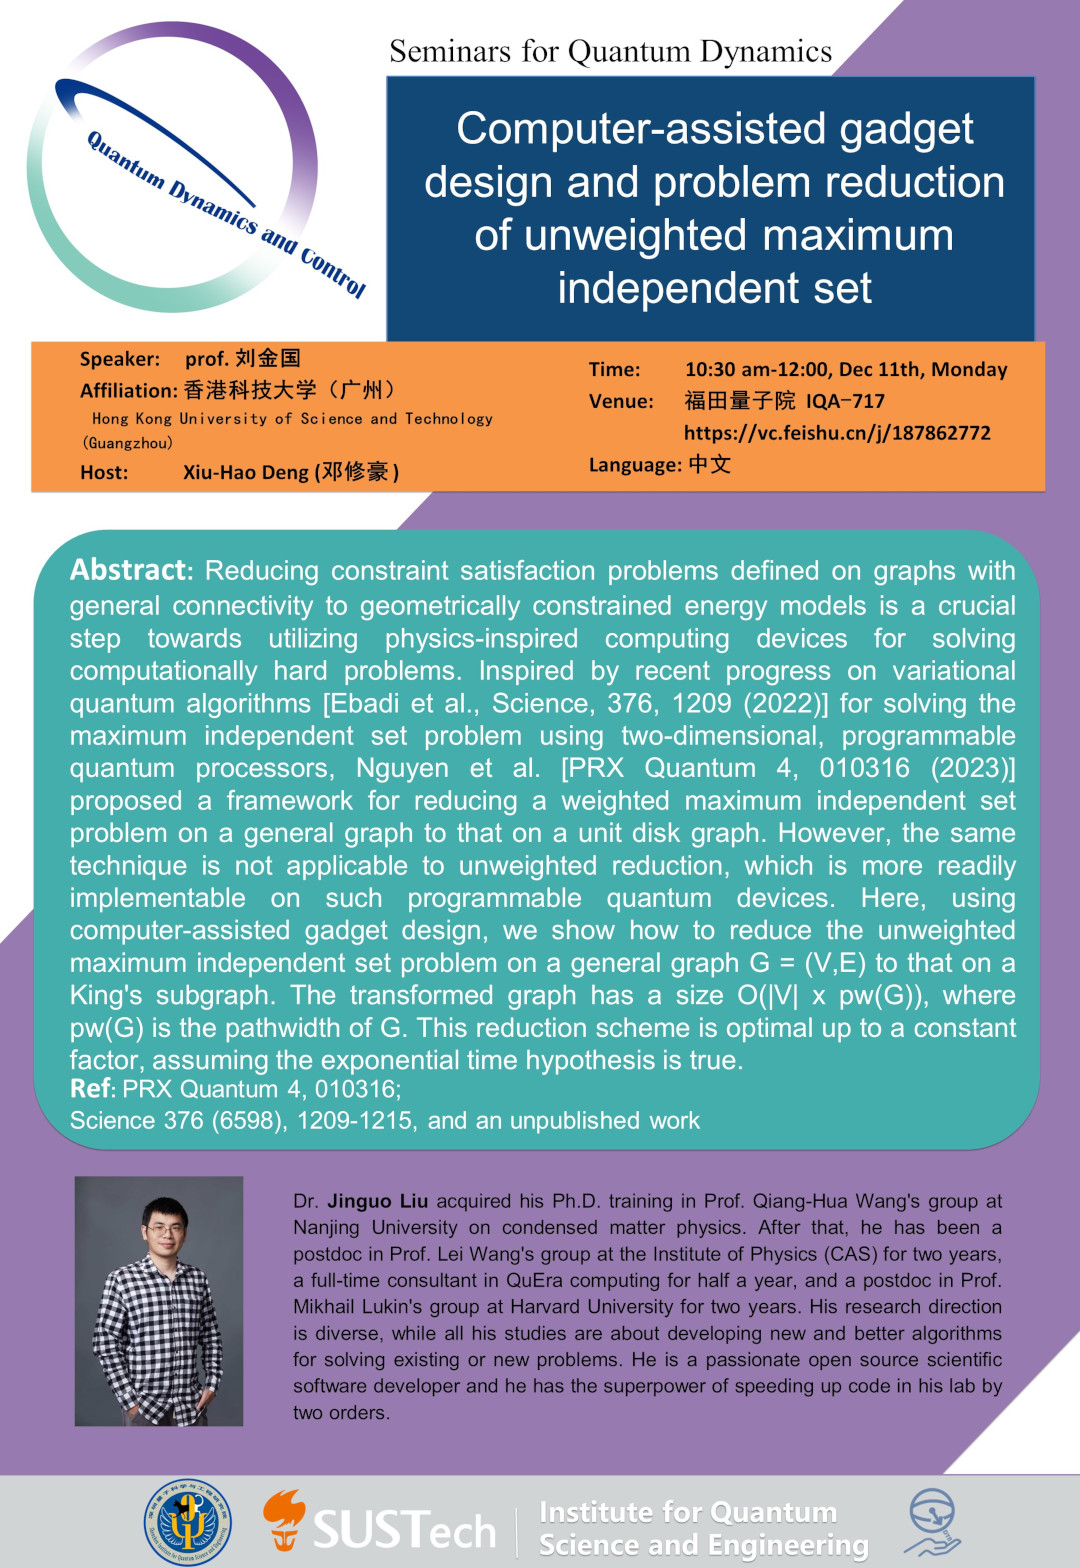 Seminars for Quantum Dynamics
Quantum Dynamics and Control
Computer-assisted gadget
design and problem reduction
of unweighted maximum
independent set
Speaker: prof. 刘金国
Affiliation: 香港科技大学（广州）
Hong Kong University of Science and Technology
(Guangzhou)
Host: Xiu-Hao Deng (邓修豪)
Time: 10:30 am-12:00, Dec 11th, Monday
Venue: 福田量子院 IQA-717
https://vc.feishu.cn/j/187862772
Language: 中文
Abstract: Reducing constraint satisfaction problems defined on graphs with
general connectivity to geometrically constrained energy models is a crucial
step towards utilizing physics-inspired computing devices for solving
computationally hard problems. Inspired by recent progress on variational
quantum algorithms [Ebadi et al., Science, 376, 1209 (2022)] for solving the
maximum independent set problem using two-dimensional, programmable
quantum processors, Nguyen et al. [PRX Quantum 4, 010316 (2023)]
proposed a framework for reducing a weighted maximum independent set
problem on a general graph to that on a unit disk graph. However, the same
technique is not applicable to unweighted reduction, which is more readily
implementable on such programmable quantum devices. Here, using
computer-assisted gadget design, we show how to reduce the unweighted
maximum independent set problem on a general graph G = (V,E) to that on a
King's subgraph. The transformed graph has a size O(|V| x pw(G)), where
pw(G) is the pathwidth of G. This reduction scheme is optimal up to a constant
factor, assuming the exponential time hypothesis is true.
Ref: PRX Quantum 4, 010316;
Science 376 (6598), 1209-1215, and an unpublished work
Dr. Jinguo Liu acquired his Ph.D. training in Prof. Qiang-Hua Wang's group at
Nanjing University on condensed matter physics. After that, he has been a
postdoc in Prof. Lei Wang's group at the Institute of Physics (CAS) for two years,
a full-time consultant in QuEra computing for half a year, and a postdoc in Prof.
Mikhail Lukin's group at Harvard University for two years. His research direction
is diverse, while all his studies are about developing new and better algorithms
for solving existing or new problems. He is a passionate open source scientific
software developer and he has the superpower of speeding up code in his lab by
two orders.
SUSTech
Institute for Quantum
Science and Engineering